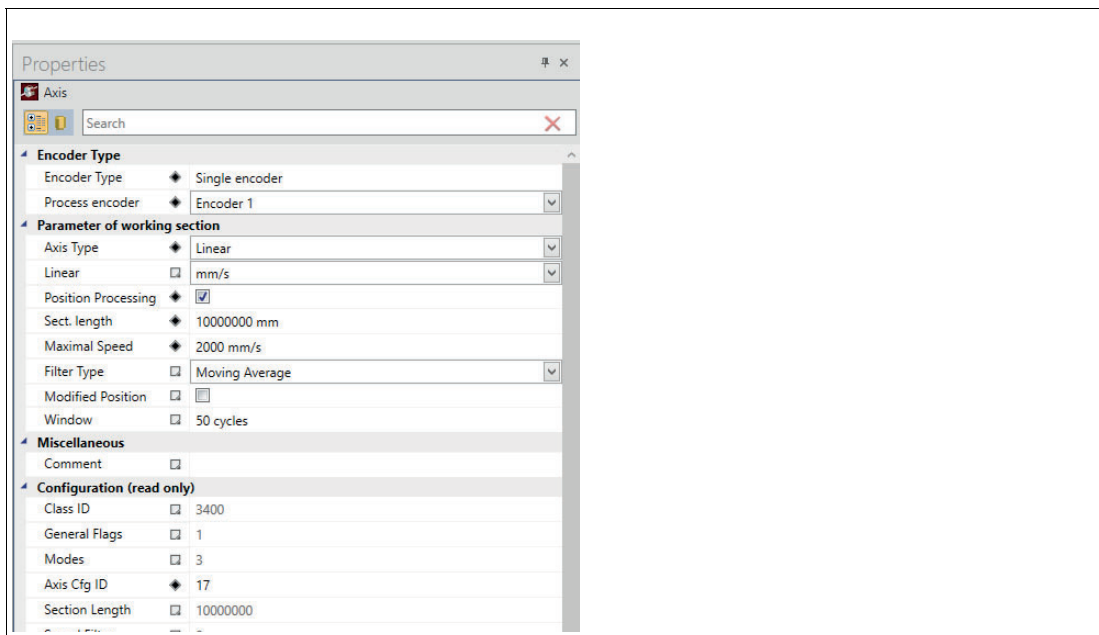 Properties
Axis
Search
Encoder Type
Encoder Type Single encoder
Process encoder Encoder 1
Parameter of working section
Axis Type Linear
Linear mm/s
Position Processing
Sect. length 10000000 mm
Maximal Speed 2000 mm/s
Filter Type Moving Average
Modified Position
Window 50 cycles
Miscellaneous
Comment
Configuration (read only)
Class ID 3400
General Flags 1
Modes 3
Axis Cfg ID 17
Section Length 10000000